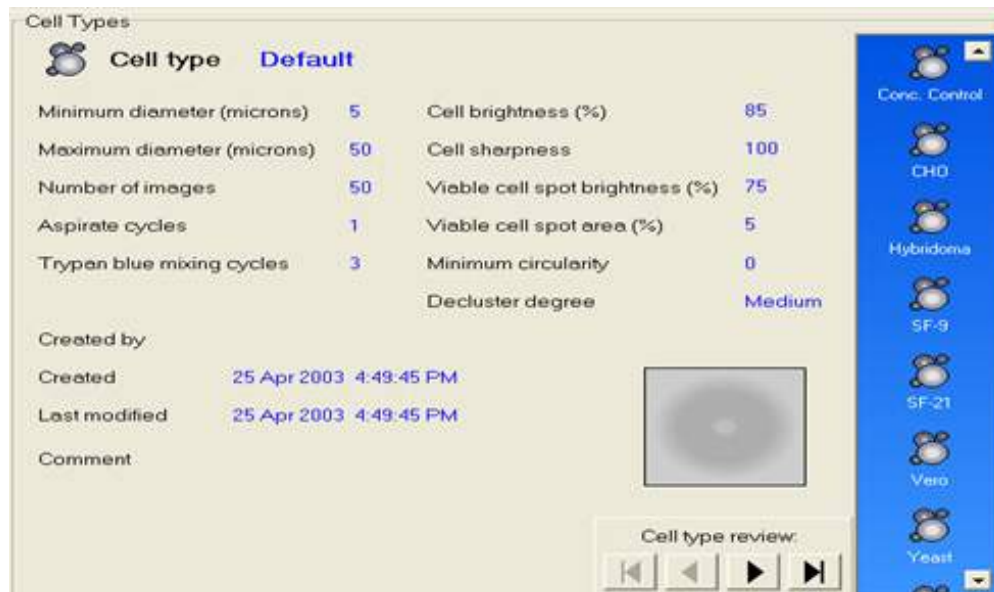 Cell Types
Cell type Default
Minimum diameter (microns) 5
Maximum diameter (microns) 50
Number of images 50
Aspirate cycles 1
Trypan blue mixing cycles 3
Cell brightness (%) 85
Cell sharpness 100
Viable cell spot brightness (%) 75
Viable cell spot area (%) 5
Minimum circularity 0
Decluster degree Medium
Created by
Created 25 Apr 2003 4:49:45 PM
Last modified 25 Apr 2003 4:49:45 PM
Comment
Cell type review:
Conc. Control
CHO
Hybridoma
SF-9
SF-21
Vero
Yeast